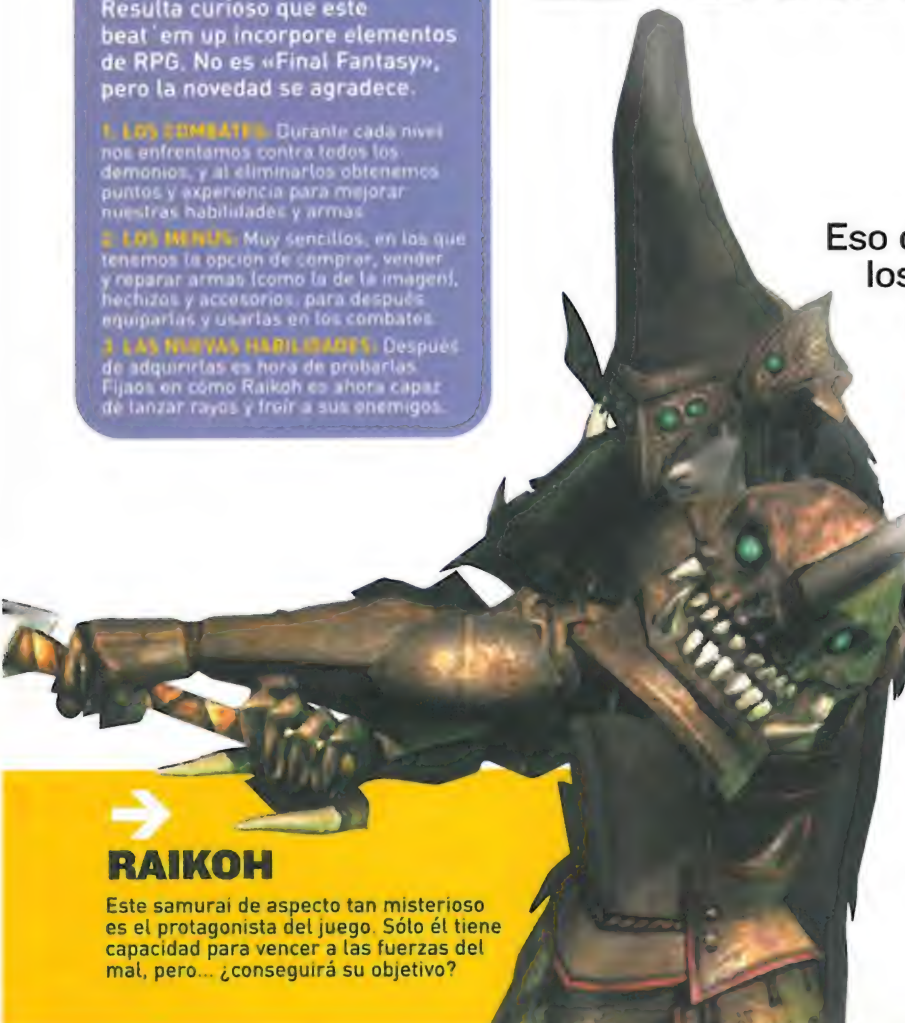 Resulta curioso que este
beat´em up incorpore elementos
de RPG. No es «Final Fantasy»,
pero la novedad se agradece.
1. LOS COMBATES: Durante cada nivel
nos enfrentamos contra todos los
demonios, y al eliminarlos obtenemos
puntos y experiencia para mejorar
nuestras habilidades y armas.
2. LOS MENÚS: Muy sencillos, en los que
tenemos la opción de comprar, vender
y reparar armas (como la de la imagen),
hechizos y accesorios, para después
equiparlas y usarlas en los combates.
3. LAS NUEVAS HABILIDADES: Después
de adquirirlas es hora de probarlas.
Fijaos en cómo Raikoh es ahora capaz
de lanzar rayos y freír a sus enemigos.
Eso
los
RAIKOH
Este samurai de aspecto tan misterioso
es el protagonista del juego. Sólo él tiene
capacidad para vencer a las fuerzas del
mal, pero... ¿conseguirá su objetivo?